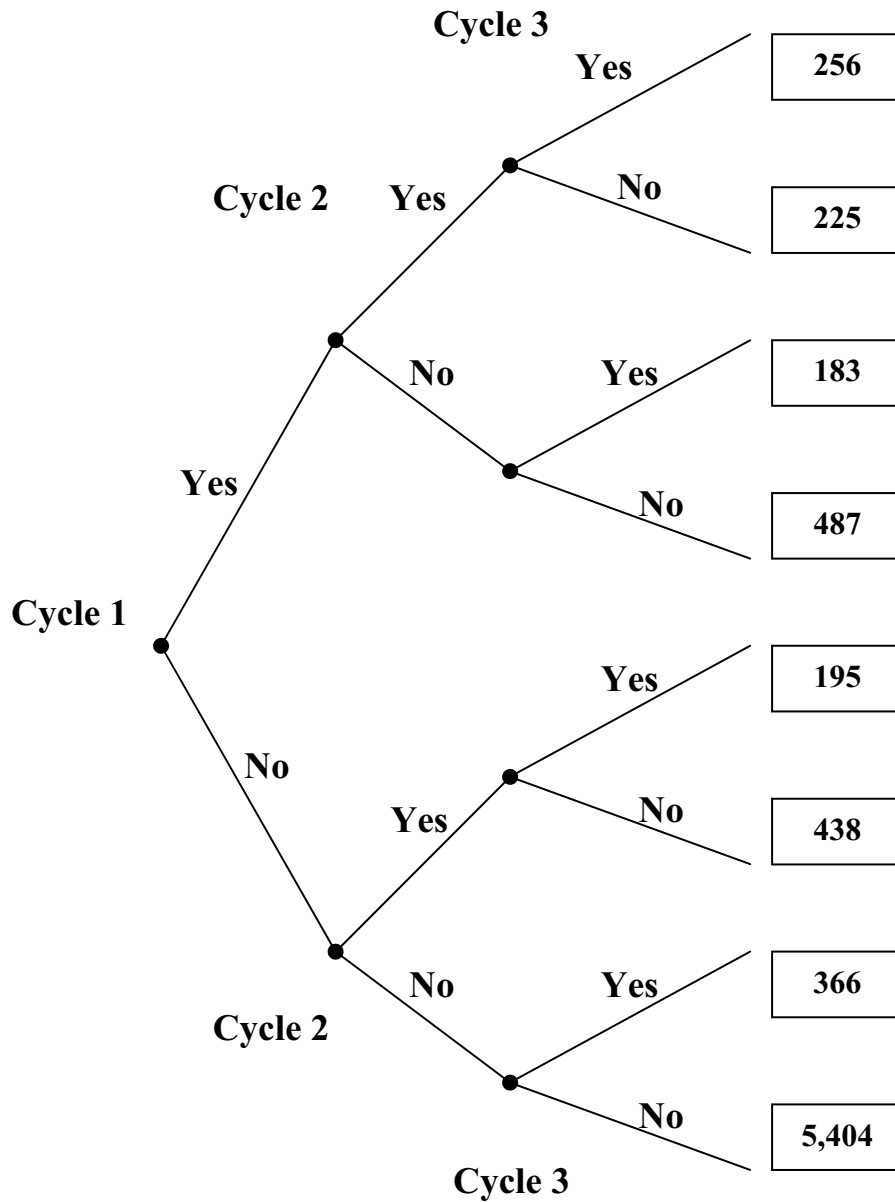 Cycle 3
Yes
256
Cycle 2
Yes
No
225
No
Yes
183
Yes
No
487
Cycle 1
Yes
195
No
Yes
No
438
No
Yes
366
Cycle 2
No
5,404
Cycle 3